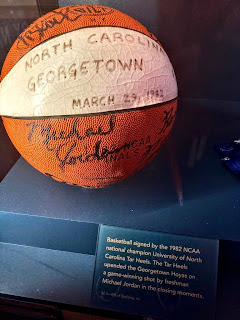 NORTH CAROLINA
GEORGETOWN
MARCH 29, 1982
Michael
Jordan
NCAA
Basketball signed by the 1982 NCAA
national champion University of North
Carolina Tar Heels. The Tar Heels
upended the Georgetown Hoyas on
a game-winning shot by freshman
Michael Jordan in the closing moments.